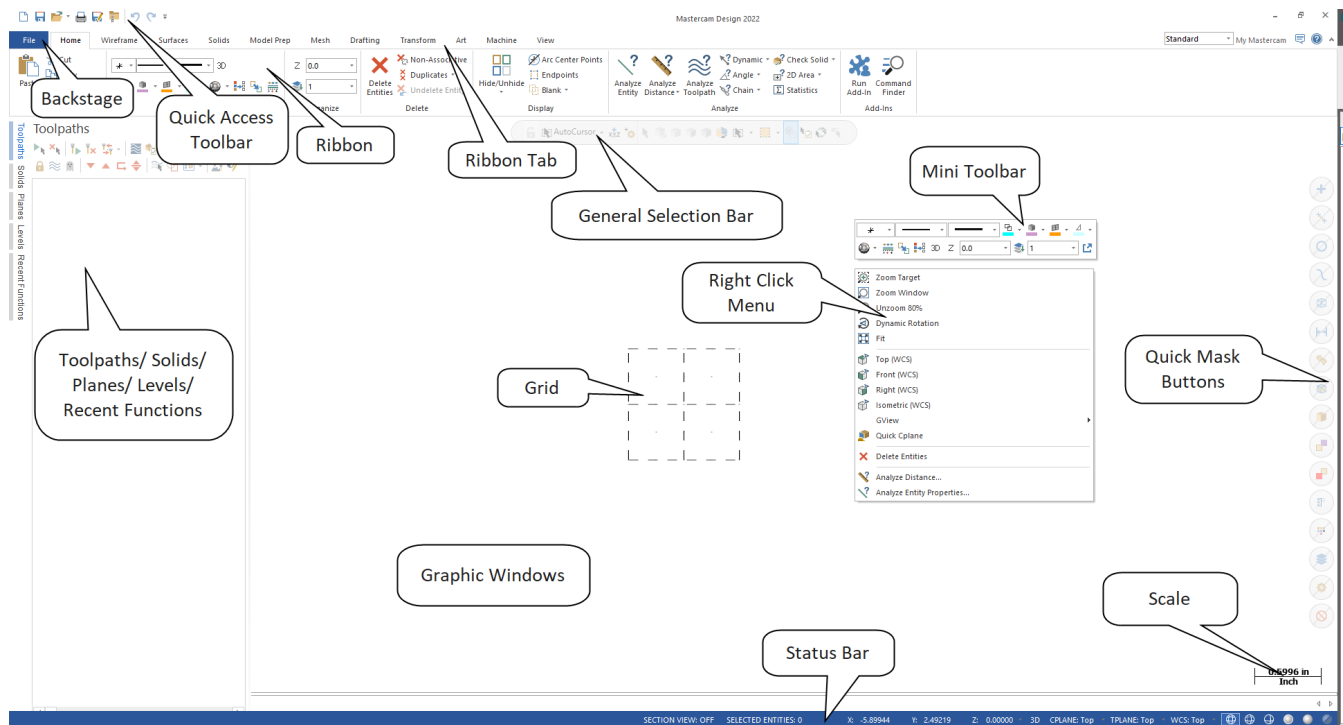 Mastercam Design 2022
File Home Wireframe Surfaces Solids Model Prep Mesh Drafting Transform Art Machine View
Standard My Mastercam
3D Z 0.0
1
Delete Entities
Non-Associative
Duplicates
Undelete Entities
Delete
Hide/Unhide
Arc Center Points
Endpoints
Blank
Display
Analyze Entity
Analyze Distance
Analyze Toolpath
Dynamic
Angle
Chain
Check Solid
2D Area
Statistics
Analyze
Run Add-In
Command Finder
Add-Ins
Backstage
Quick Access
Toolbar
Ribbon
Ribbon Tab
General Selection Bar
Mini Toolbar
AutoCursor
Toolpaths
Toolpaths Solids Planes Levels Recent Functions
3D Z 0.0 1
Right Click
Menu
Zoom Target
Zoom Window
Unzoom 80%
Dynamic Rotation
Fit
Top (WCS)
Front (WCS)
Right (WCS)
Isometric (WCS)
GView
Quick Cplane
Delete Entities
Analyze Distance...
Analyze Entity Properties...
Toolpaths/ Solids/
Planes/ Levels/
Recent Functions
Grid
Quick Mask
Buttons
Graphic Windows
Scale
Status Bar
Inch
SECTION VIEW: OFF SELECTED ENTITIES: 0 X: -5.89944 Y: 2.49219 Z: 0.00000 3D CPLANE: Top TPLANE: Top WCS: Top